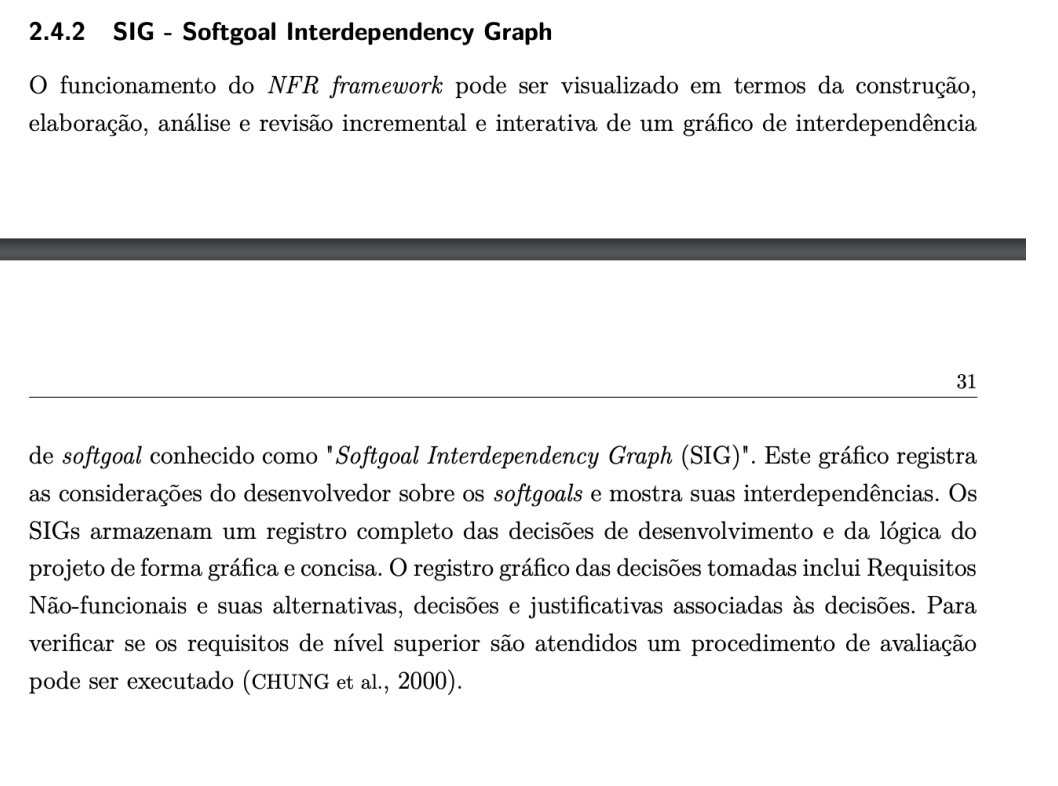 2.4.2 SIG - Softgoal Interdependency Graph
O funcionamento do NFR framework pode ser visualizado em termos da construção,
elaboração, análise e revisão incremental e interativa de um gráfico de interdependência
31
de softgoal conhecido como "Softgoal Interdependency Graph (SIG)". Este gráfico registra
as considerações do desenvolvedor sobre os softgoals e mostra suas interdependências. Os
SIGs armazenam um registro completo das decisões de desenvolvimento e da lógica do
projeto de forma gráfica e concisa. O registro gráfico das decisões tomadas inclui Requisitos
Não-funcionais e suas alternativas, decisões e justificativas associadas às decisões. Para
verificar se os requisitos de nível superior são atendidos um procedimento de avaliação
pode ser executado (CHUNG et al., 2000).